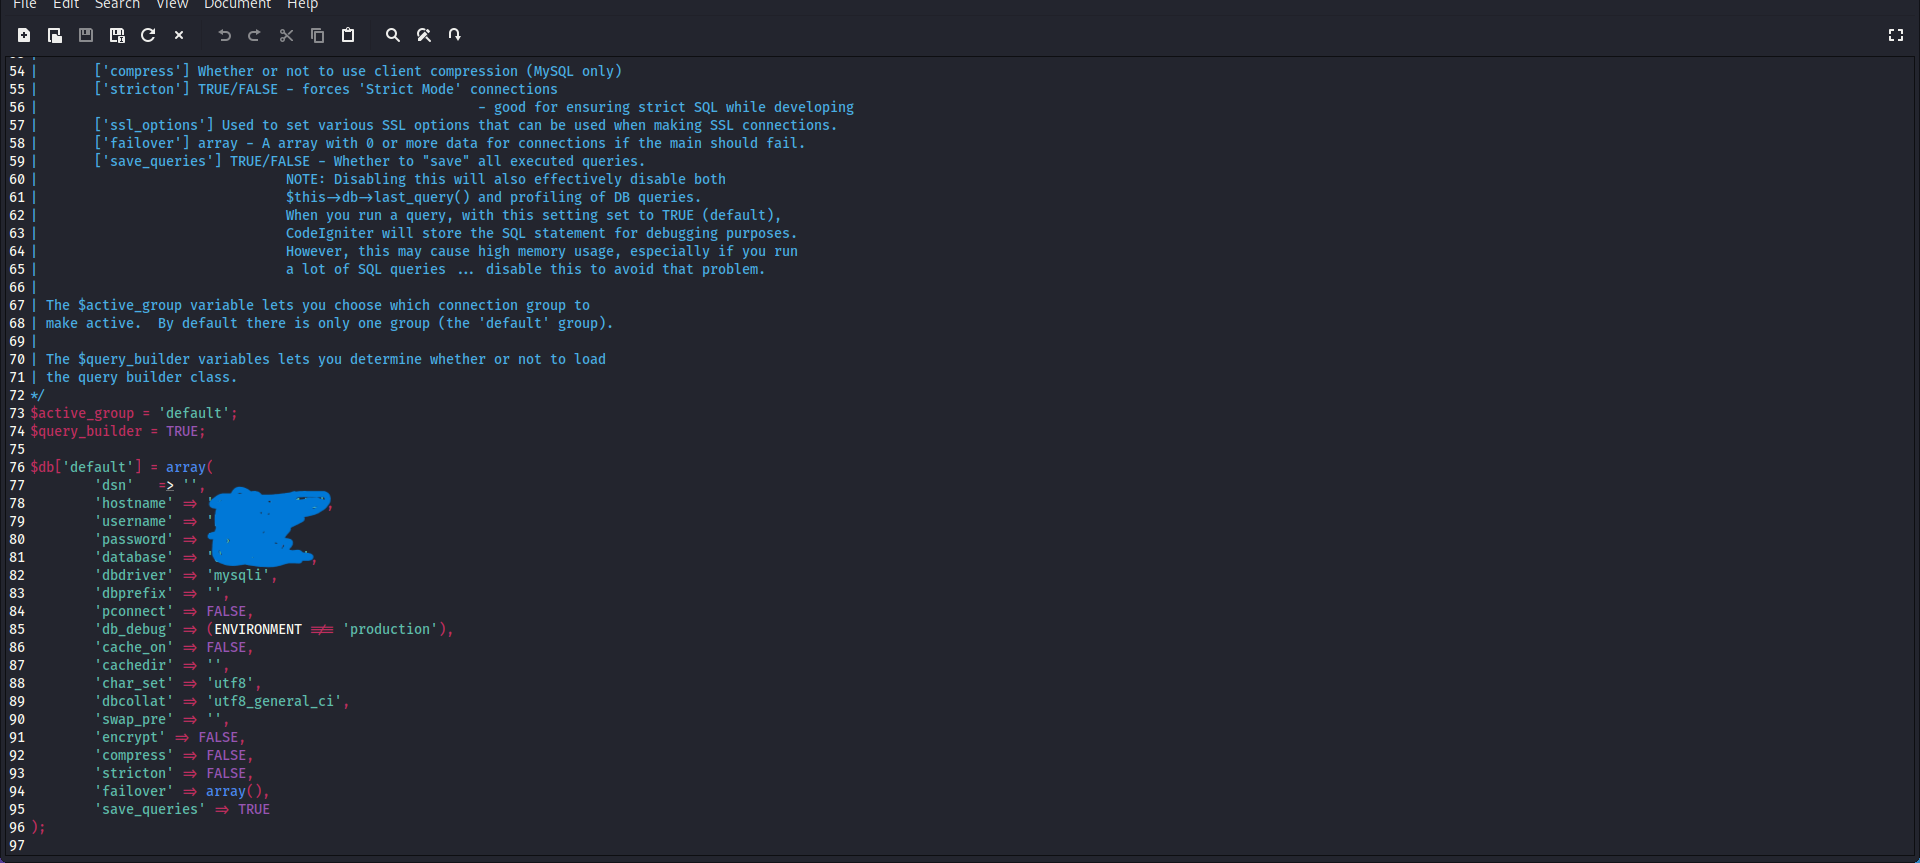 File Edit Search View Document Help
54 |       ['compress'] Whether or not to use client compression (MySQL only)
55 |       ['stricton'] TRUE/FALSE - forces 'Strict Mode' connections
56 |                                                       - good for ensuring strict SQL while developing
57 |       ['ssl_options'] Used to set various SSL options that can be used when making SSL connections.
58 |       ['failover'] array - A array with 0 or more data for connections if the main should fail.
59 |       ['save_queries'] TRUE/FALSE - Whether to "save" all executed queries.
60 |                               NOTE: Disabling this will also effectively disable both
61 |                               $this->db->last_query() and profiling of DB queries.
62 |                               When you run a query, with this setting set to TRUE (default),
63 |                               CodeIgniter will store the SQL statement for debugging purposes.
64 |                               However, this may cause high memory usage, especially if you run
65 |                               a lot of SQL queries ... disable this to avoid that problem.
66 |
67 | The $active_group variable lets you choose which connection group to
68 | make active.  By default there is only one group (the 'default' group).
69 |
70 | The $query_builder variables lets you determine whether or not to load
71 | the query builder class.
72 */
73 $active_group = 'default';
74 $query_builder = TRUE;
75
76 $db['default'] = array(
77         'dsn'   => '',
78         'hostname' => ' ,
79         'username' => '
80         'password' =>
81         'database' => ' ,
82         'dbdriver' => 'mysqli',
83         'dbprefix' => '',
84         'pconnect' => FALSE,
85         'db_debug' => (ENVIRONMENT !== 'production'),
86         'cache_on' => FALSE,
87         'cachedir' => '',
88         'char_set' => 'utf8',
89         'dbcollat' => 'utf8_general_ci',
90         'swap_pre' => '',
91         'encrypt' => FALSE,
92         'compress' => FALSE,
93         'stricton' => FALSE,
94         'failover' => array(),
95         'save_queries' => TRUE
96 );
97